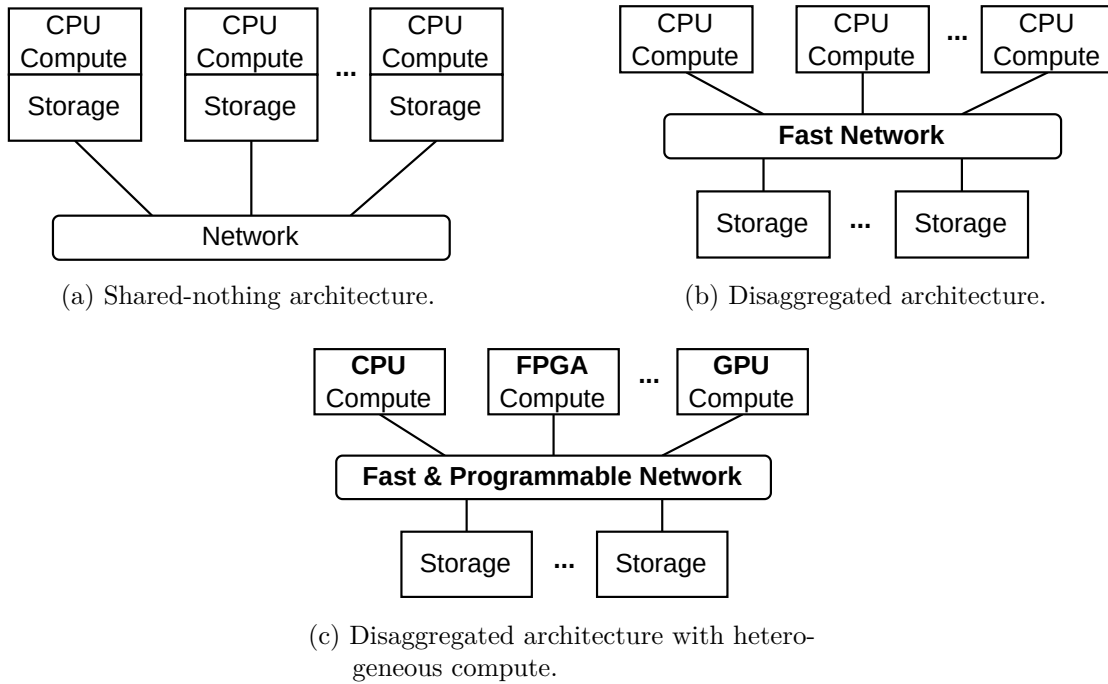 CPU
Compute
Storage
CPU
Compute
Storage
...
CPU
Compute
Storage
Network
(a) Shared-nothing architecture.
CPU
Compute
CPU
Compute
...
CPU
Compute
Fast Network
Storage
...
Storage
(b) Disaggregated architecture.
CPU
Compute
FPGA
Compute
...
GPU
Compute
Fast & Programmable Network
Storage
...
Storage
(c) Disaggregated architecture with hetero-
geneous compute.